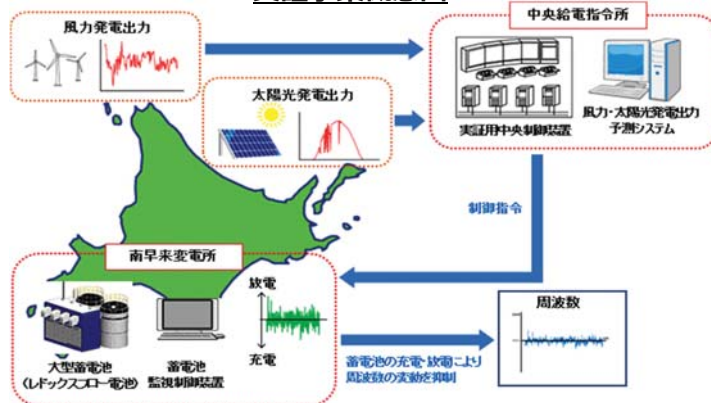 風力発電出力
太陽光発電出力
中央給電指令所
実証用中央制御装置
風力・太陽光発電出力
予測システム
制御指令
南早来変電所
放電
充電
大型蓄電池
(レドックスフロー電池)
蓄電池
監視制御装置
蓄電池の充電・放電により
周波数の変動を抑制
周波数